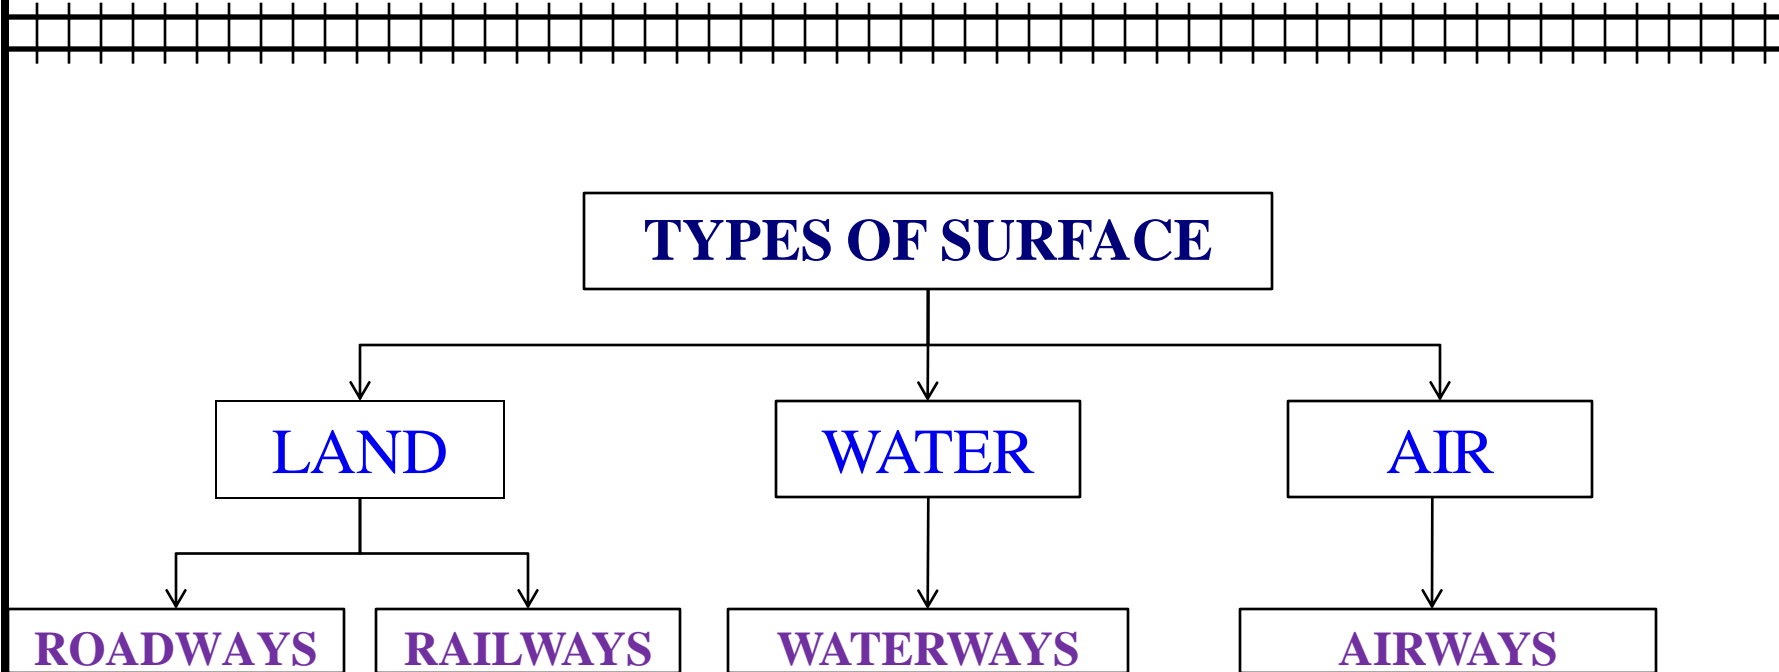 TYPES OF SURFACE
LAND
WATER
AIR
ROADWAYS
RAILWAYS
WATERWAYS
AIRWAYS